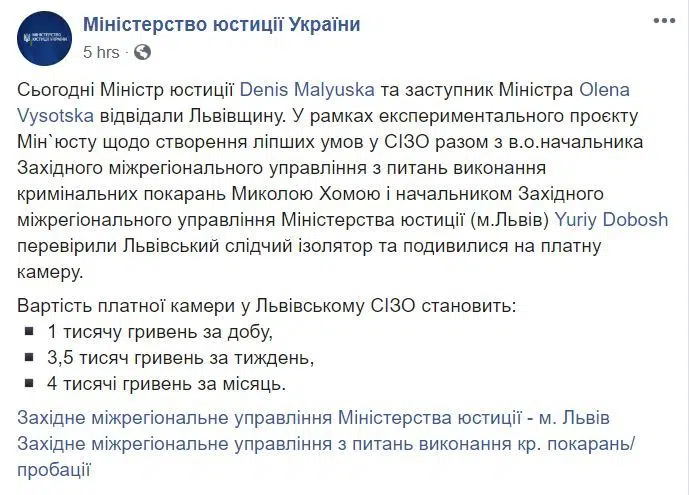 Міністерство юстиції України
5 hrs ·
Сьогодні Міністр юстиції Denis Malyuska та заступник Міністра Olena
Vysotska відвідали Львівщину. У рамках експериментального проєкту
Мін`юсту щодо створення ліпших умов у СІЗО разом з в.о.начальника
Західного міжрегіонального управління з питань виконання
кримінальних покарань Миколою Хомою і начальником Західного
міжрегіонального управління Міністерства юстиції (м.Львів) Yuriy Dobosh
перевірили Львівський слідчий ізолятор та подивилися на платну
камеру.
Вартість платної камери у Львівському СІЗО становить:
▪ 1 тисячу гривень за добу,
▪ 3,5 тисяч гривень за тиждень,
▪ 4 тисячі гривень за місяць.
Західне міжрегіональне управління Міністерства юстиції - м. Львів
Західне міжрегіональне управління з питань виконання кр. покарань/
пробації